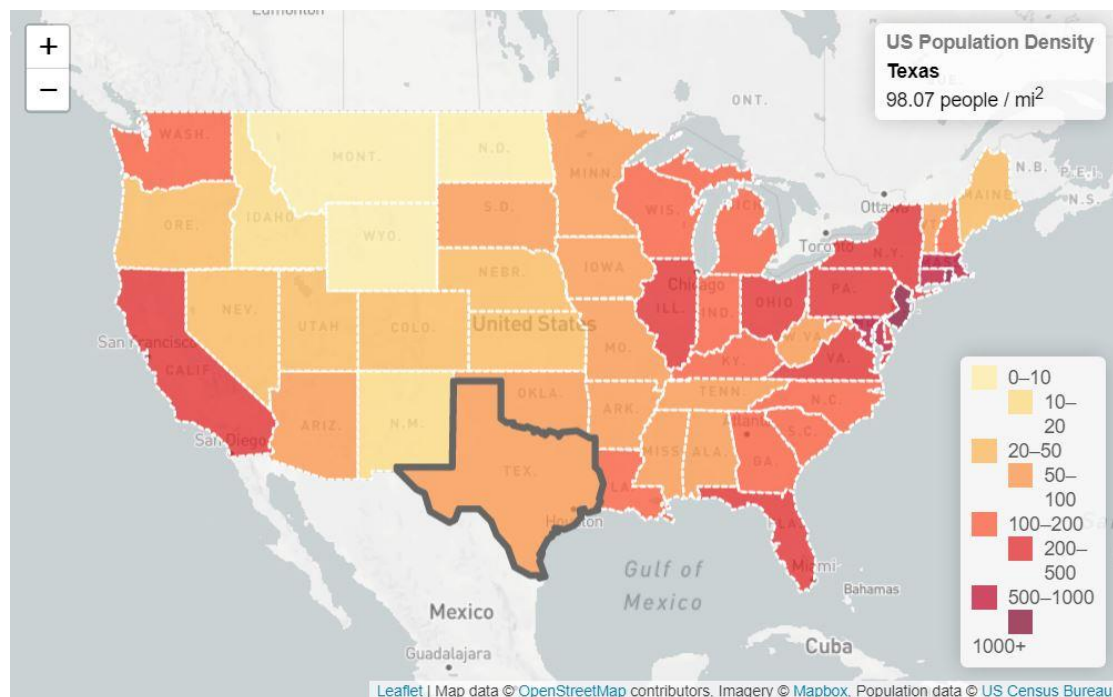 Edmonton
+
−
US Population Density
Texas
98.07 people / mi2
ONT.
WASH.
MONT.
N.D.
MINN.
N.B.
P.E.I.
N.S.
MAINE
Ottawa
VT.
ORE.
IDAHO
WYO.
S.D.
WIS.
MICH.
Toronto
N.Y.
MASS.
NEBR.
IOWA
Chicago
ILL.
IND.
OHIO
PA.
NEV.
UTAH
COLO.
United States
MO.
KY.
W.VA.
VA.
San Francisco
CALIF.
San Diego
ARIZ.
N.M.
OKLA.
ARK.
TENN.
N.C.
Atlanta
S.C.
MISS.
ALA.
GA.
TEX.
LA.
Houston
FLA.
Miami
Gulf of
Mexico
Bahamas
Mexico
Cuba
Guadalajara
0–10
10–
20
20–50
50–
100
100–200
200–
500
500–1000
1000+
Leaflet | Map data © OpenStreetMap contributors, Imagery © Mapbox, Population data © US Census Bureau